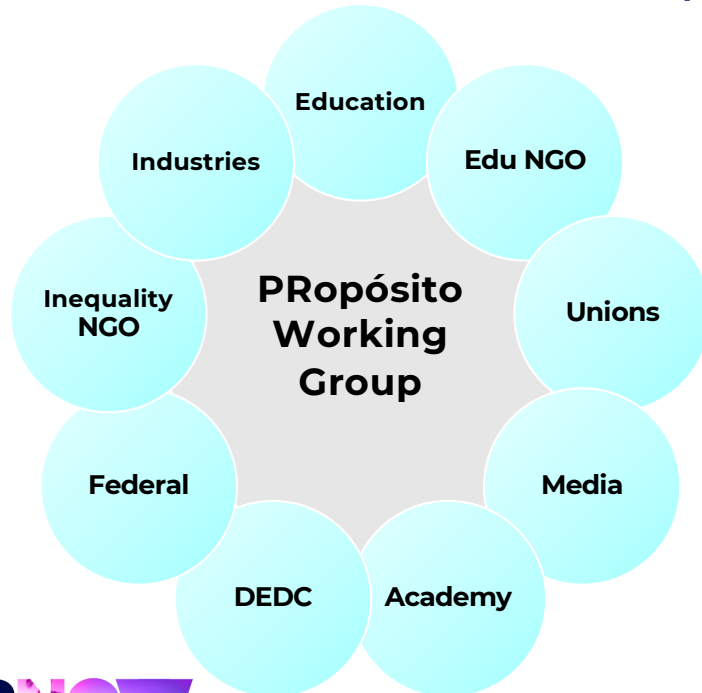 Education
Industries
Edu NGO
Inequality
NGO
PRopósito
Working
Group
Unions
Federal
Media
DEDC
Academy